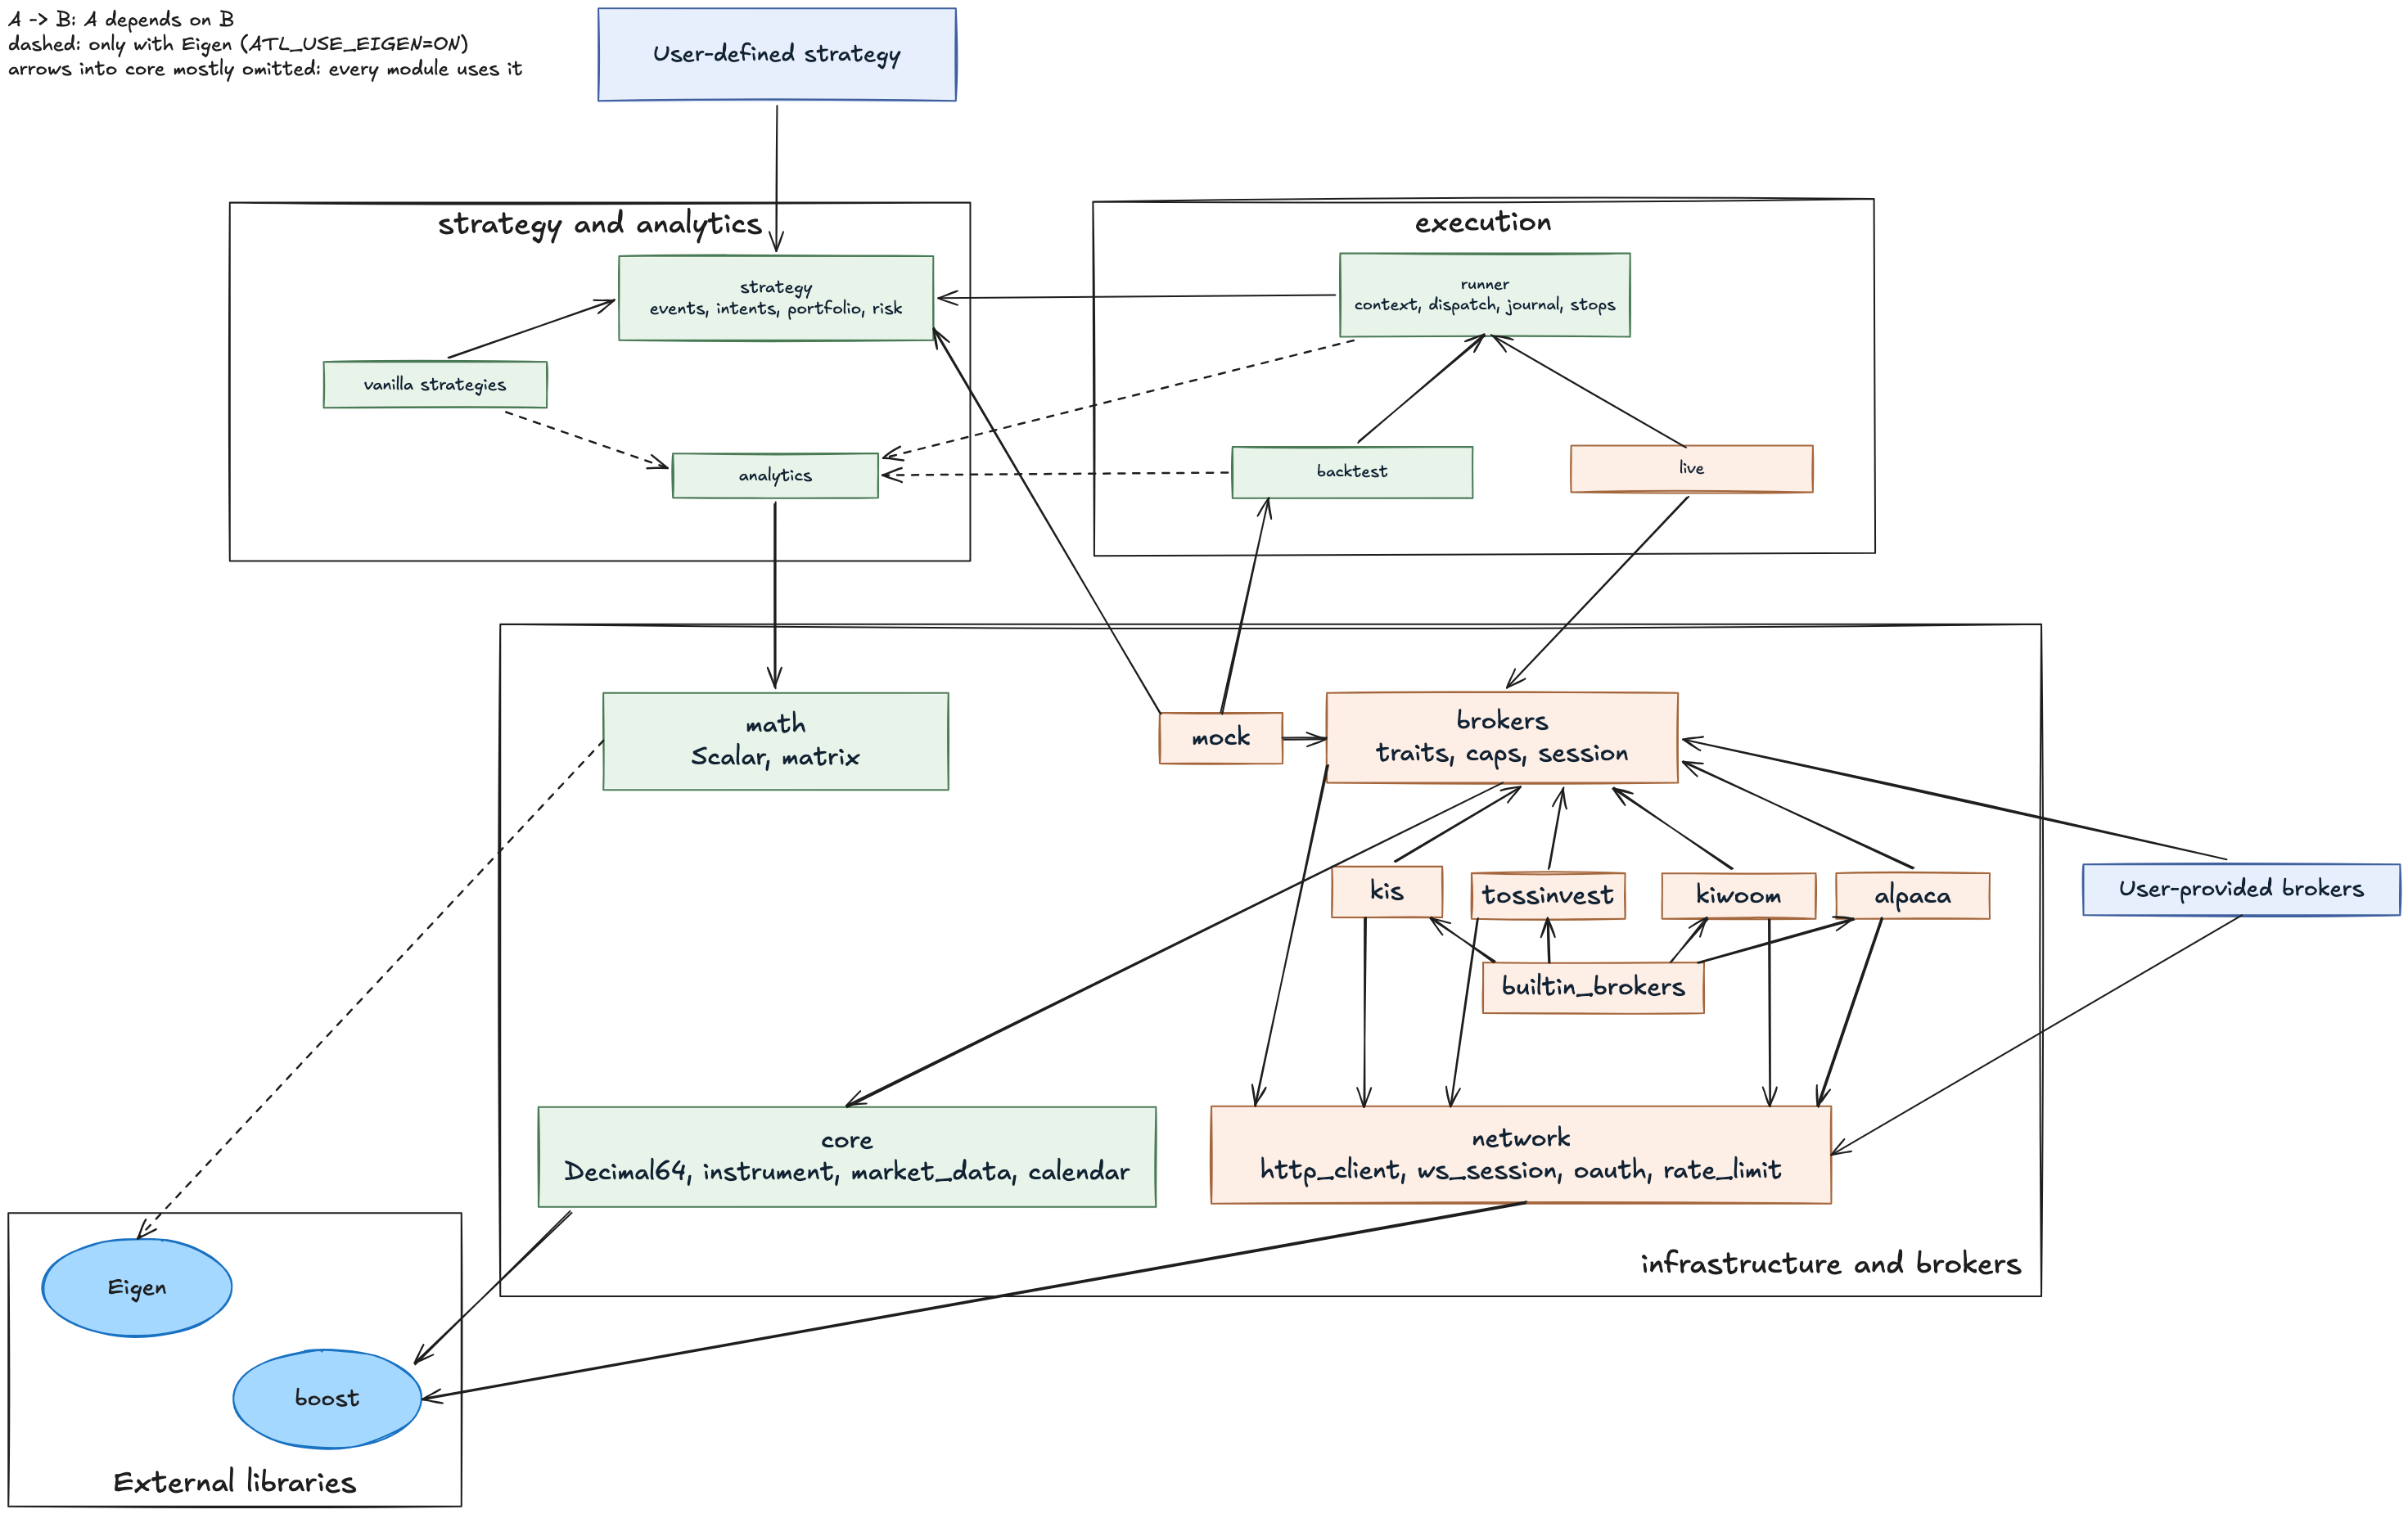 A -> B: A depends on B
dashed: only with Eigen (ATL_USE_EIGEN=ON)
arrows into core mostly omitted: every module uses it
User-defined strategy
strategy and analytics
strategy
events, intents, portfolio, risk
vanilla strategies
analytics
execution
runner
context, dispatch, journal, stops
backtest
live
math
Scalar, matrix
mock
brokers
traits, caps, session
kis
tossinvest
kiwoom
alpaca
User-provided brokers
builtin_brokers
core
Decimal64, instrument, market_data, calendar
network
http_client, ws_session, oauth, rate_limit
infrastructure and brokers
Eigen
boost
External libraries